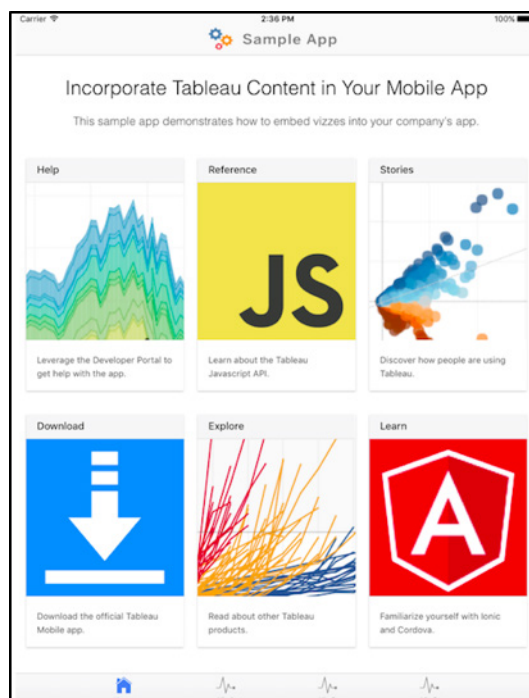 Carrier 2:36 PM 100%
Sample App
Incorporate Tableau Content in Your Mobile App
This sample app demonstrates how to embed vizzes into your company's app.
Help Reference Stories
JS
Leverage the Developer Portal to Learn about the Tableau Discover how people are using
get help with the app. Javascript API. Tableau.
Download Explore Learn
A
Download the official Tableau Read about other Tableau Familiarize yourself with Ionic
Mobile app. products. and Cordova.